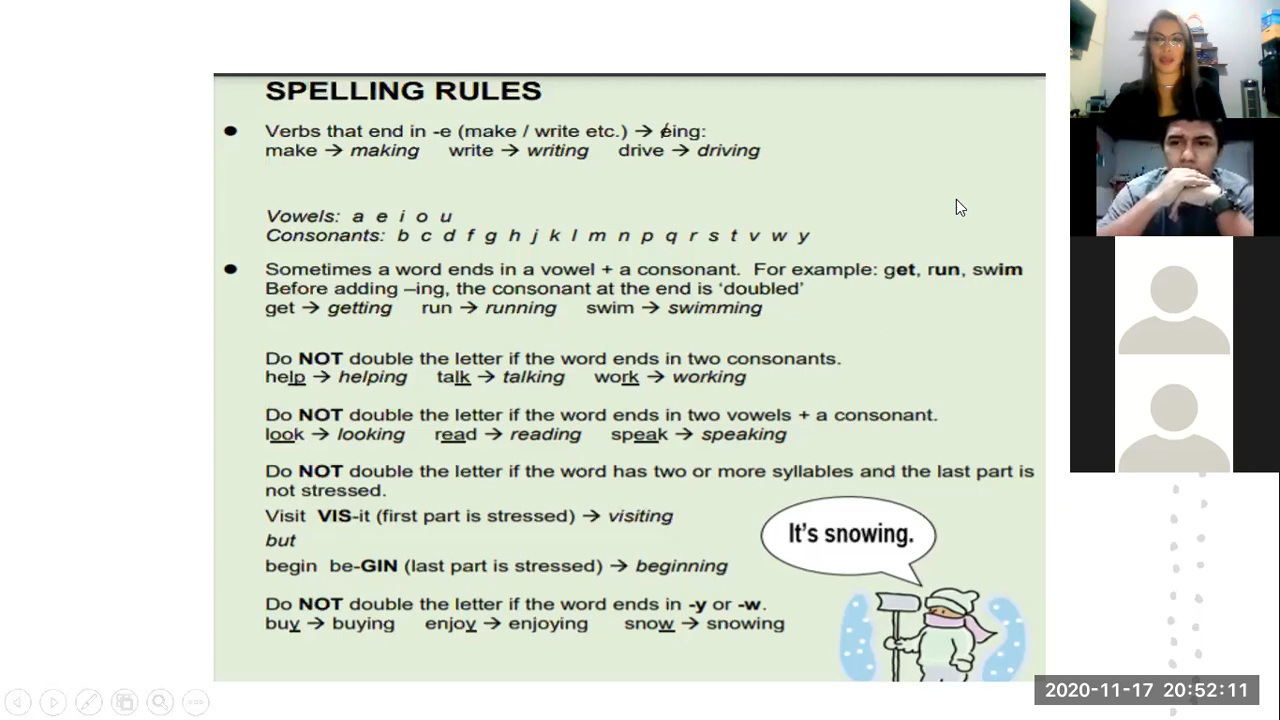 SPELLING RULES
Verbs that end in -e (make / write etc.) → eing:
make → making write → writing drive → driving
Vowels: a e i o u
Consonants: b c d f g h j k l m n p q r s t v w y
Sometimes a word ends in a vowel + a consonant. For example: get, run, swim
Before adding –ing, the consonant at the end is ‘doubled’
get → getting run → running swim → swimming
Do NOT double the letter if the word ends in two consonants.
help → helping talk → talking work → working
Do NOT double the letter if the word ends in two vowels + a consonant.
look → looking read → reading speak → speaking
Do NOT double the letter if the word has two or more syllables and the last part is
not stressed.
Visit VIS-it (first part is stressed) → visiting
but
begin be-GIN (last part is stressed) → beginning
It's snowing.
Do NOT double the letter if the word ends in -y or -w.
buy → buying enjoy → enjoying snow → snowing
2020-11-17 20:52:11